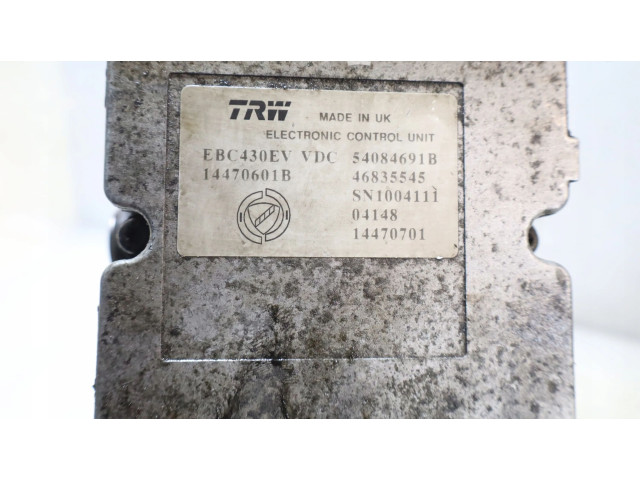 TRW MADE IN UK
ELECTRONIC CONTROL UNIT
EBC430EV VDC 54084691B
14470601B 46835545
SN1004111
04148
14470701